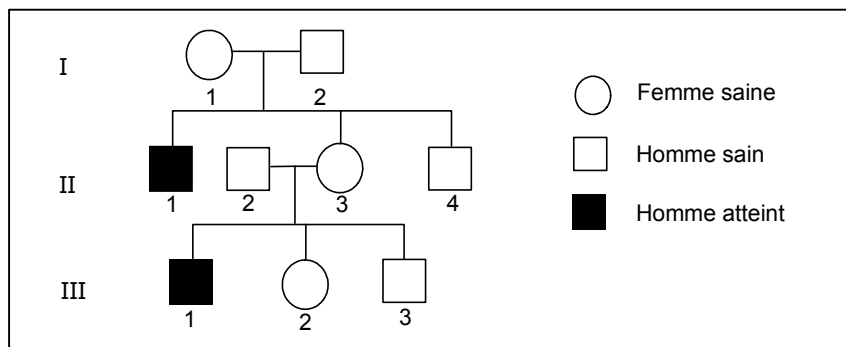 I
1 2
Femme saine
Homme sain
II
1 2 3 4
Homme atteint
III
1 2 3